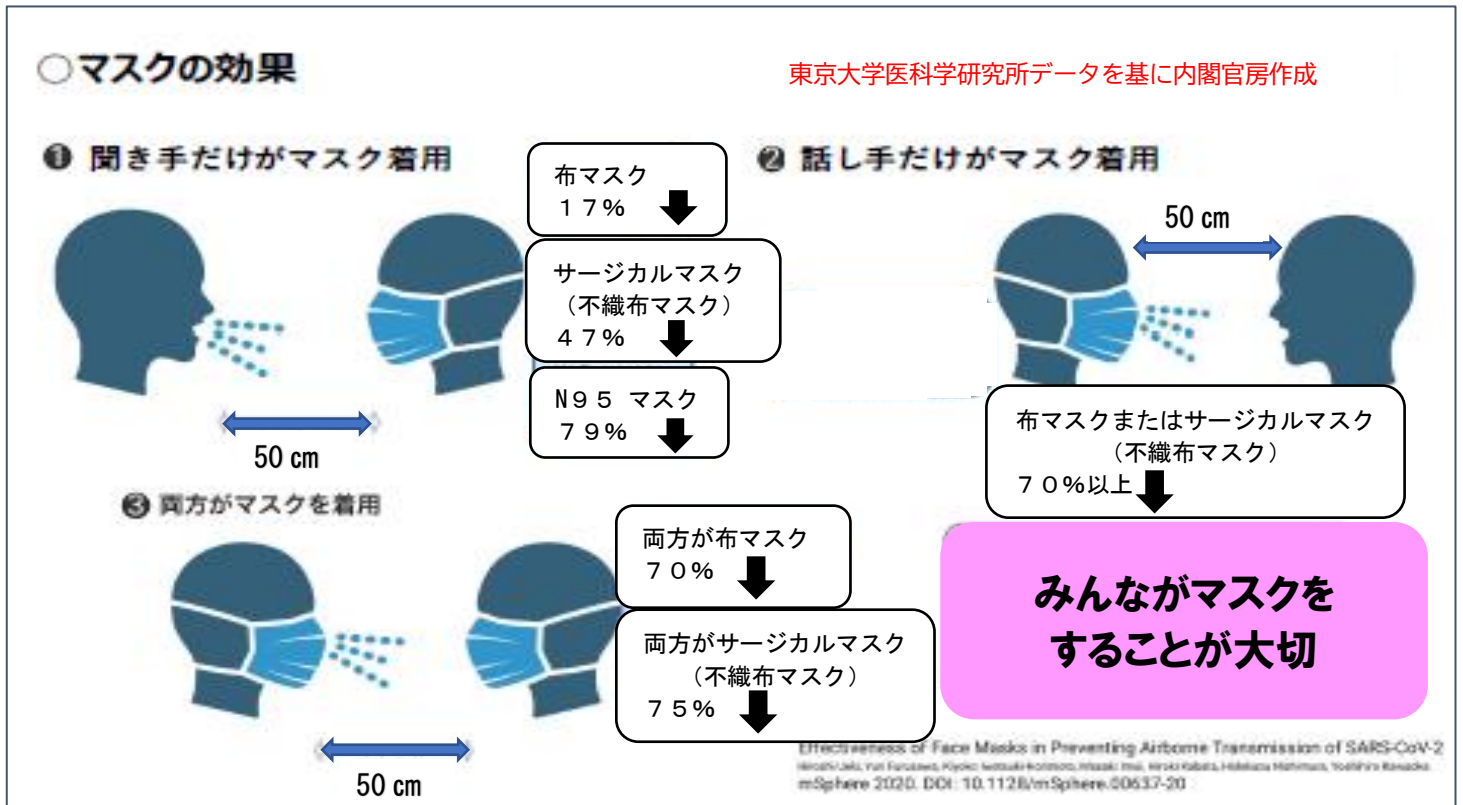 ○マスクの効果
東京大学医科学研究所データを基に内閣官房作成
❶ 聞き手だけがマスク着用
布マスク
１７%
サージカルマスク
（不織布マスク）
４７%
N９５ マスク
７９%
50 cm
❷ 話し手だけがマスク着用
50 cm
布マスクまたはサージカルマスク
（不織布マスク）
７０%以上
❸ 両方がマスクを着用
両方が布マスク
７０%
両方がサージカルマスク
（不織布マスク）
７５%
50 cm
みんながマスクを
することが大切
Effectiveness of Face Masks in Preventing Airborne Transmission of SARS-CoV-2
mSphere 2020. DOI: 10.1128/mSphere.00637-20